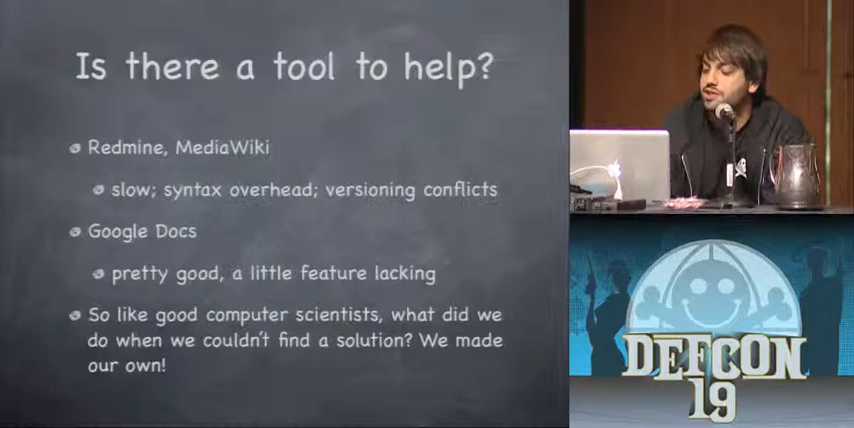 Is there a tool to help?
Redmine, MediaWiki
slow; syntax overhead; versioning conflicts
Google Docs
pretty good, a little feature lacking
So like good computer scientists, what did we
do when we couldn't find a solution? We made
our own!
DEFCON
19